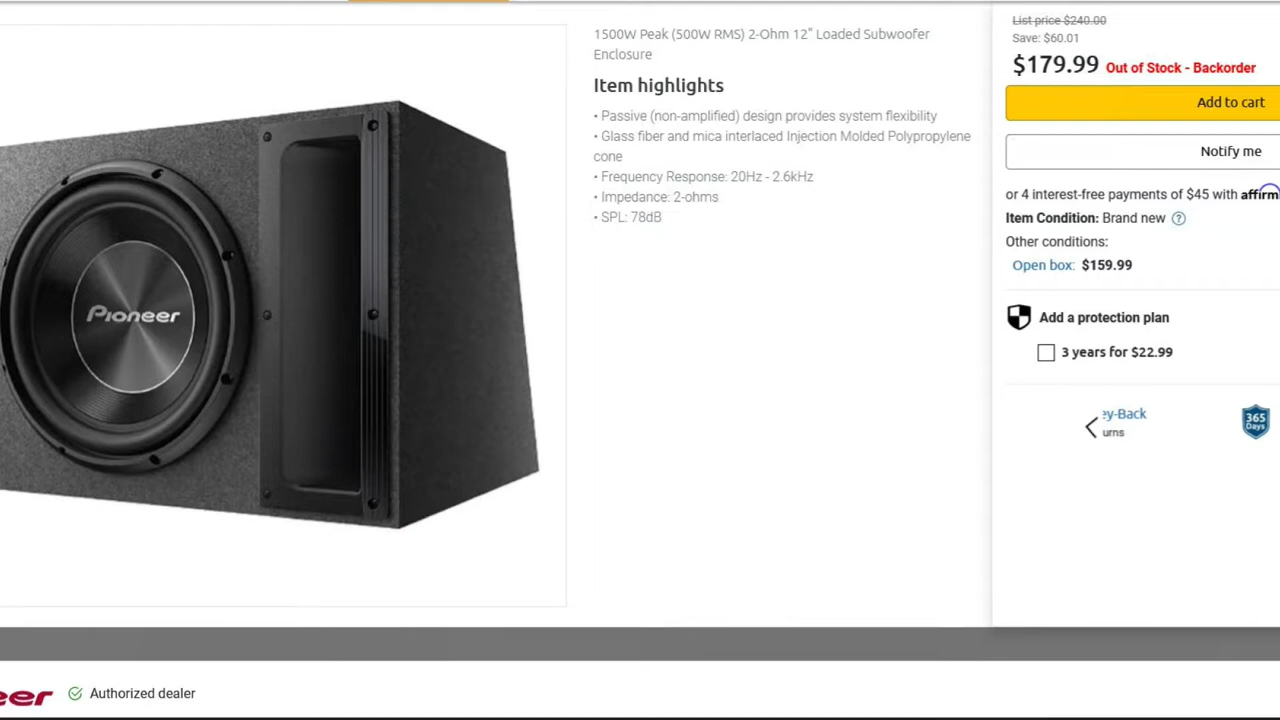 1500W Peak (500W RMS) 2-Ohm 12" Loaded Subwoofer
Enclosure
Item highlights
• Passive (non-amplified) design provides system flexibility
• Glass fiber and mica interlaced Injection Molded Polypropylene
cone
• Frequency Response: 20Hz - 2.6kHz
• Impedance: 2-ohms
• SPL: 78dB
Pioneer
List price $240.00
Save: $60.01
$179.99 Out of Stock - Backorder
Add to cart
Notify me
or 4 interest-free payments of $45 with affirm
Item Condition: Brand new ?
Other conditions:
Open box: $159.99
Add a protection plan
3 years for $22.99
ey-Back
urns
365
Days
eer Authorized dealer